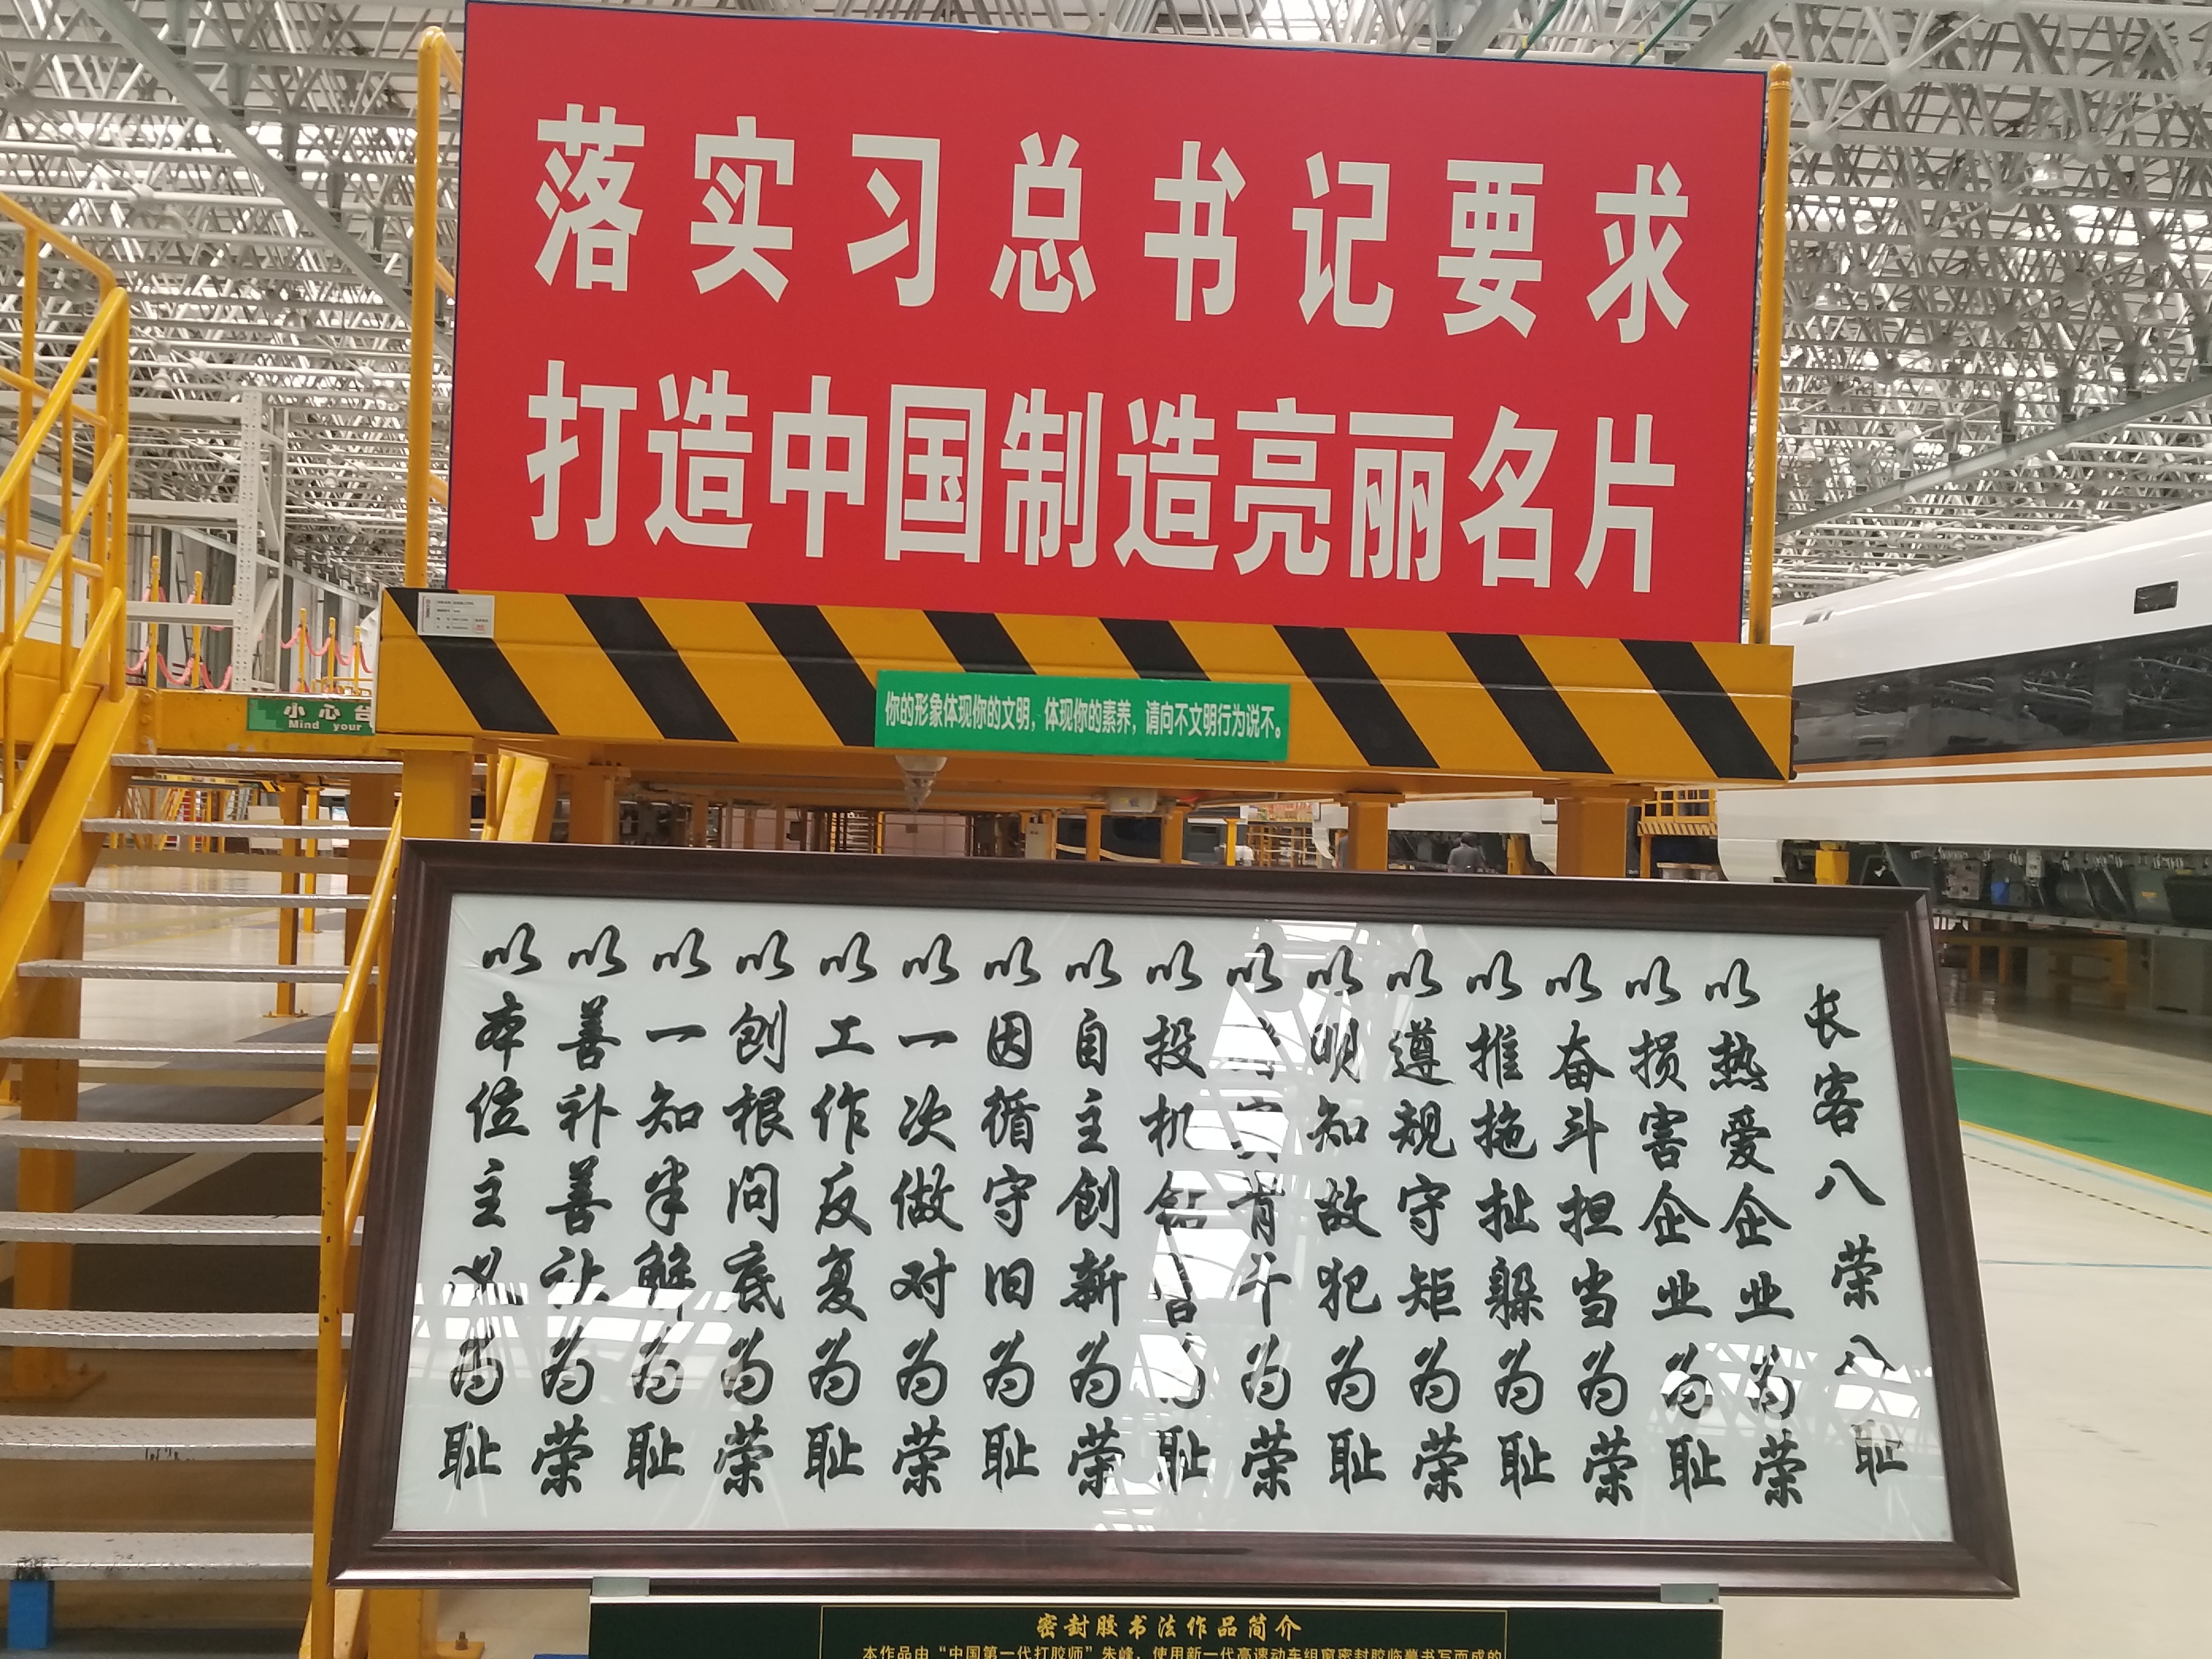 落实习总书记要求
打造中国制造亮丽名片
你的形象体现你的文明，体现你的素养，请向不文明行为说不。
小心台
Mind your
长客八荣八耻
以热爱企业为荣
以损害企业为耻
以奋斗担当为荣
以推拖扯躲为耻
以遵规守矩为荣
以明知故犯为耻
以 实肯干为荣
以投机 为耻
以自主创新为荣
以因循守旧为耻
以一次做对为荣
以工作反复为耻
以刨根问底为荣
以一知半解为耻
以善补善让为荣
以本位主义为耻
密封胶书法作品简介
本作品由“中国第一代打胶师”朱峰，使用新一代高速动车组窗密封胶临摹书写而成的